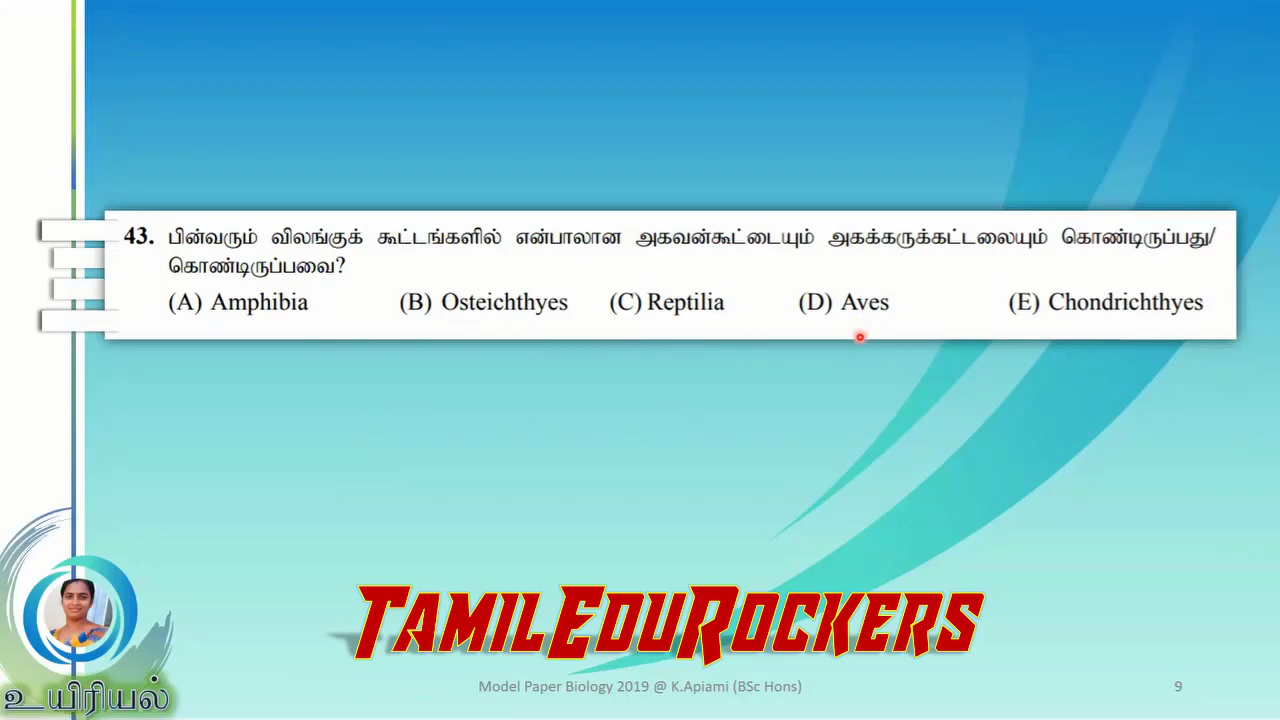 43. பின்வரும் விலங்குக் கூட்டங்களில் என்பாலான அகவன்கூட்டையும் அகக்கருக்கட்டலையும் கொண்டிருப்பது/
கொண்டிருப்பவை?
(A) Amphibia (B) Osteichthyes (C) Reptilia (D) Aves (E) Chondrichthyes
TAMILEDUROCKERS
உயிரியல்
Model Paper Biology 2019 @ K.Apiami (BSc Hons) 9